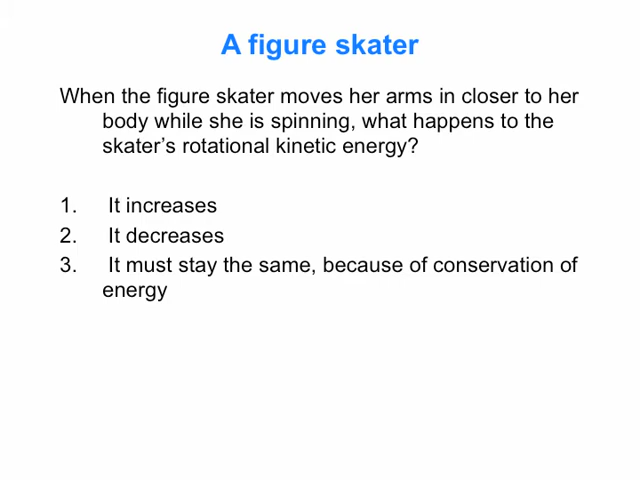 A figure skater
When the figure skater moves her arms in closer to her
body while she is spinning, what happens to the
skater’s rotational kinetic energy?
1. It increases
2. It decreases
3. It must stay the same, because of conservation of
energy